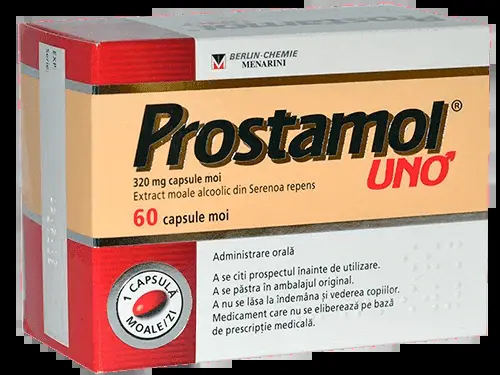 BERLIN-CHEMIE
MENARINI
Prostamol®
UNO
320 mg capsule moi
Extract moale alcoolic din Serenoa repens
60 capsule moi
Administrare orală
A se citi prospectul înainte de utilizare.
A se păstra în ambalajul original.
A nu se lăsa la îndemâna și vederea copiilor.
Medicament care nu se eliberează pe bază
de prescripție medicală.
1 CAPSULĂ
MOALE/ZI
EXP.
Serie: